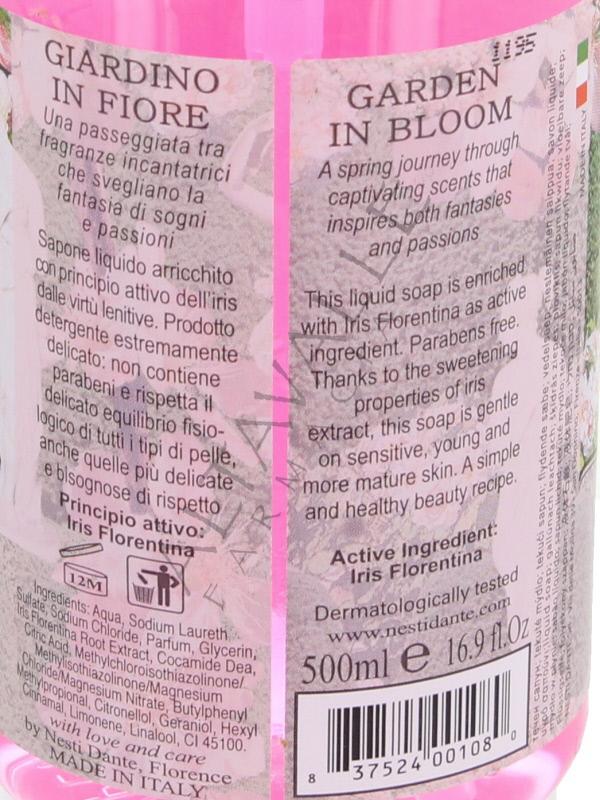 GIARDINO
IN FIORE
Una passeggiata tra
fragranze incantatrici
che svegliano la
fantasia di sogni
e passioni
Sapone liquido arricchito
con principio attivo dell'iris
dalle virtù lenitive. Prodotto
detergente estremamente
delicato: non contiene
parabeni e rispetta il
delicato equilibrio fisio-
logico di tutti i tipi di pelle,
anche quelle più delicate
e bisognose di rispetto
Principio attivo:
Iris Florentina
12M
Ingredients: Aqua, Sodium Laureth
Sulfate, Sodium Chloride, Parfum, Glycerin,
Iris Florentina Root Extract, Cocamide Dea,
Citric Acid, Methylchloroisothiazolinone/
Methylisothiazolinone/Magnesium
Chloride/Magnesium Nitrate, Butylphenyl
Methylpropional, Citronellol, Geraniol, Hexyl
Cinnamal, Limonene, Linalool, CI 45100.
with love and care
by Nesti Dante, Florence
MADE IN ITALY
GARDEN
IN BLOOM
A spring journey through
captivating scents that
inspires both fantasies
and passions
This liquid soap is enriched
with Iris Florentina as active
ingredient. Parabens free.
Thanks to the sweetening
properties of iris
extract, this soap is gentle
on sensitive, young and
more mature skin. A simple
and healthy beauty recipe.
Active Ingredient:
Iris Florentina
Dermatologically tested
www.nestidante.com
500ml e 16.9 fl.Oz
8 37524 00108 0
MADE IN ITALY
METAVALLE
FARMACIA